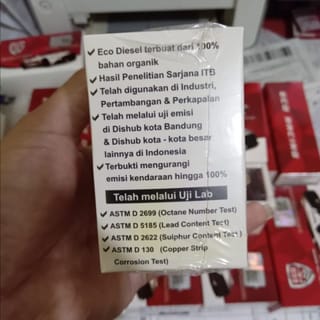 ✔ Eco Diesel terbuat dari 100%
bahan organik
✔ Hasil Penelitian Sarjana ITB
✔ Telah digunakan di Industri,
Pertambangan & Perkapalan
✔ Telah melalui uji emisi
di Dishub kota Bandung
& Dishub kota - kota besar
lainnya di Indonesia
✔ Terbukti mengurangi
emisi kendaraan hingga 100%
Telah melalui Uji Lab
✔ ASTM D 2699 (Octane Number Test)
✔ ASTM D 5185 (Lead Content Test)
✔ ASTM D 2622 (Sulphur Content Test )
✔ ASTM D 130 (Copper Strip
Corrosion Test)
ECO RACING